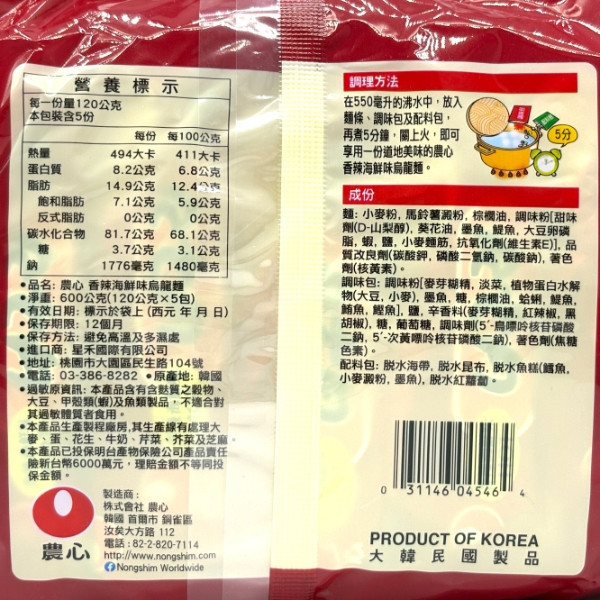 營養標示
每一份量120公克
本包裝含5份
每份 每100公克
熱量 494大卡 411大卡
蛋白質 8.2公克 6.8公克
脂肪 14.9公克 12.4公克
飽和脂肪 7.1公克 5.9公克
反式脂肪 0公克 0公克
碳水化合物 81.7公克 68.1公克
糖 3.7公克 3.1公克
鈉 1776毫克 1480毫克
•品名: 農心 香辣海鮮味烏龍麵
•淨重: 600公克(120公克×5包)
•有效日期: 標示於袋上 (西元 年 月 日)
•保存期限: 12個月
•保存方法: 避免高溫及多濕處
•進口商: 星禾國際有限公司
•地址: 桃園市大園區民生路104號
•電話: 03-386-8282 •原產地: 韓國
•過敏原資訊: 本產品含有含麩質之穀物、
大豆、甲殼類(蝦)及魚類製品，不適合對
其過敏體質者食用。
•本產品生產製程廠房,其生產線有處理大
麥、蛋、花生、牛奶、芹菜、芥菜及芝麻。
•本產品已投保明台產物保險公司產品責任
險新台幣6000萬元，理賠金額不等同投
保金額。
農心
製造商 :
株式會社 農心
韓國 首爾市 銅雀區
汝矣大方路 112
電話 : 82-2-820-7114
http://www.nongshim.com
Nongshim Worldwide
調理方法
在550毫升的沸水中，放入
麵條、調味包及配料包，
再煮5分鐘，關上火，即可
享用一份道地美味的農心
香辣海鮮味烏龍麵。
5分
成份
麵: 小麥粉, 馬鈴薯澱粉, 棕櫚油, 調味粉[甜味
劑(D-山梨醇), 葵花油, 墨魚, 鯷魚, 大豆卵磷
脂, 蝦, 鹽, 小麥麵筋, 抗氧化劑(維生素E)], 品
質改良劑(碳酸鉀, 磷酸二氫鈉, 碳酸鈉), 著色
劑(核黃素)。
調味包: 調味粉[麥芽糊精, 淡菜, 植物蛋白水解
物(大豆, 小麥), 墨魚, 糖, 棕櫚油, 蛤蜊, 鯷魚,
鯖魚, 鰹魚], 鹽, 辛香料(麥芽糊精, 紅辣椒, 黑
胡椒), 糖, 葡萄糖, 調味劑(5'-鳥嘌呤核苷磷酸
二鈉, 5'-次黃嘌呤核苷磷酸二鈉), 著色劑(焦糖
色素)。
配料包: 脫水海帶, 脫水昆布, 脫水魚糕(鱈魚,
小麥澱粉, 墨魚), 脫水紅蘿蔔。
0 31146 04546 4
PRODUCT OF KOREA
大韓民國製品